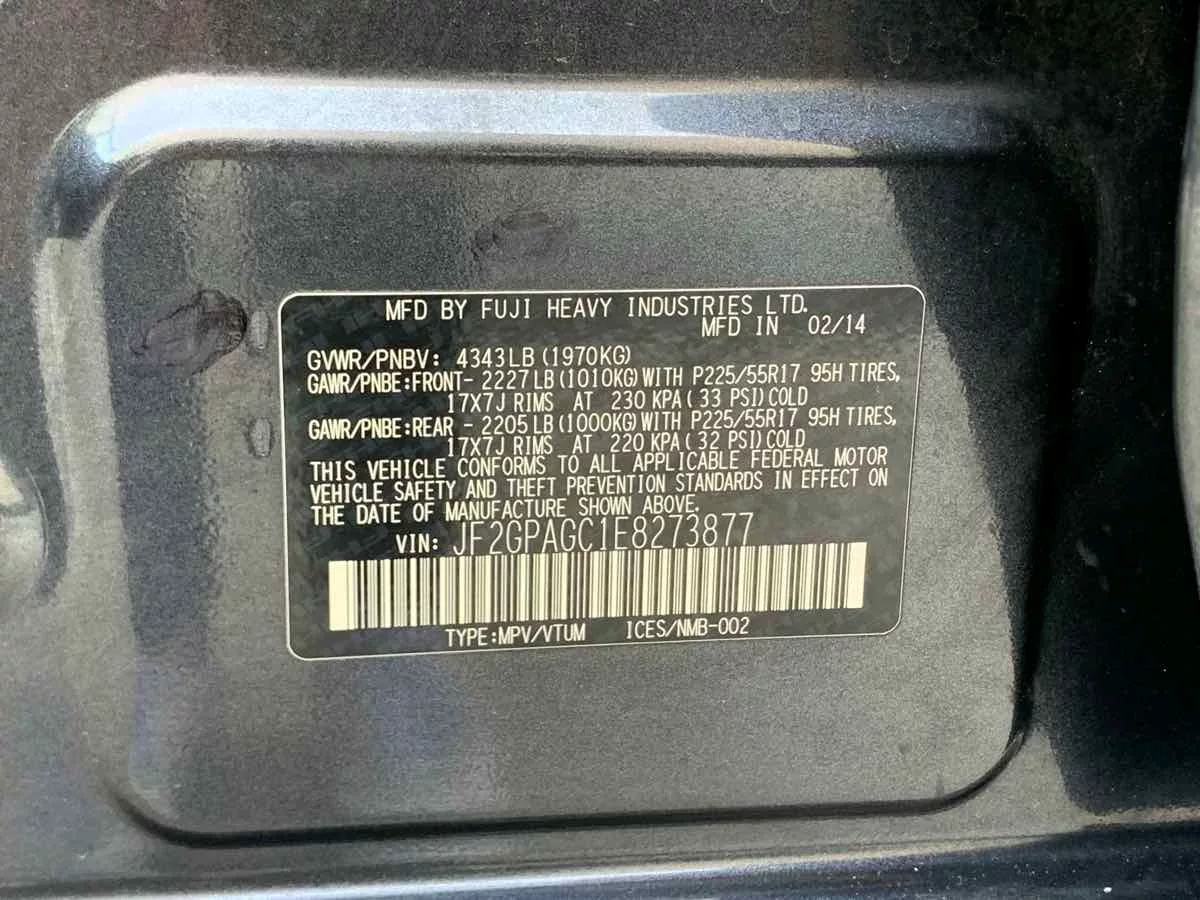 MFD BY FUJI HEAVY INDUSTRIES LTD.
MFD IN 02/14
GVWR/PNBV: 4343LB (1970KG)
GAWR/PNBE:FRONT- 2227LB (1010KG) WITH P225/55R17 95H TIRES,
17X7J RIMS AT 230 KPA ( 33 PSI) COLD
GAWR/PNBE:REAR - 2205LB (1000KG) WITH P225/55R17 95H TIRES,
17X7J RIMS AT 220 KPA ( 32 PSI) COLD
THIS VEHICLE CONFORMS TO ALL APPLICABLE FEDERAL MOTOR
VEHICLE SAFETY AND THEFT PREVENTION STANDARDS IN EFFECT ON
THE DATE OF MANUFACTURE SHOWN ABOVE.
VIN: JF2GPAGC1E8273877
TYPE:MPV/VTUM ICES/NMB-002